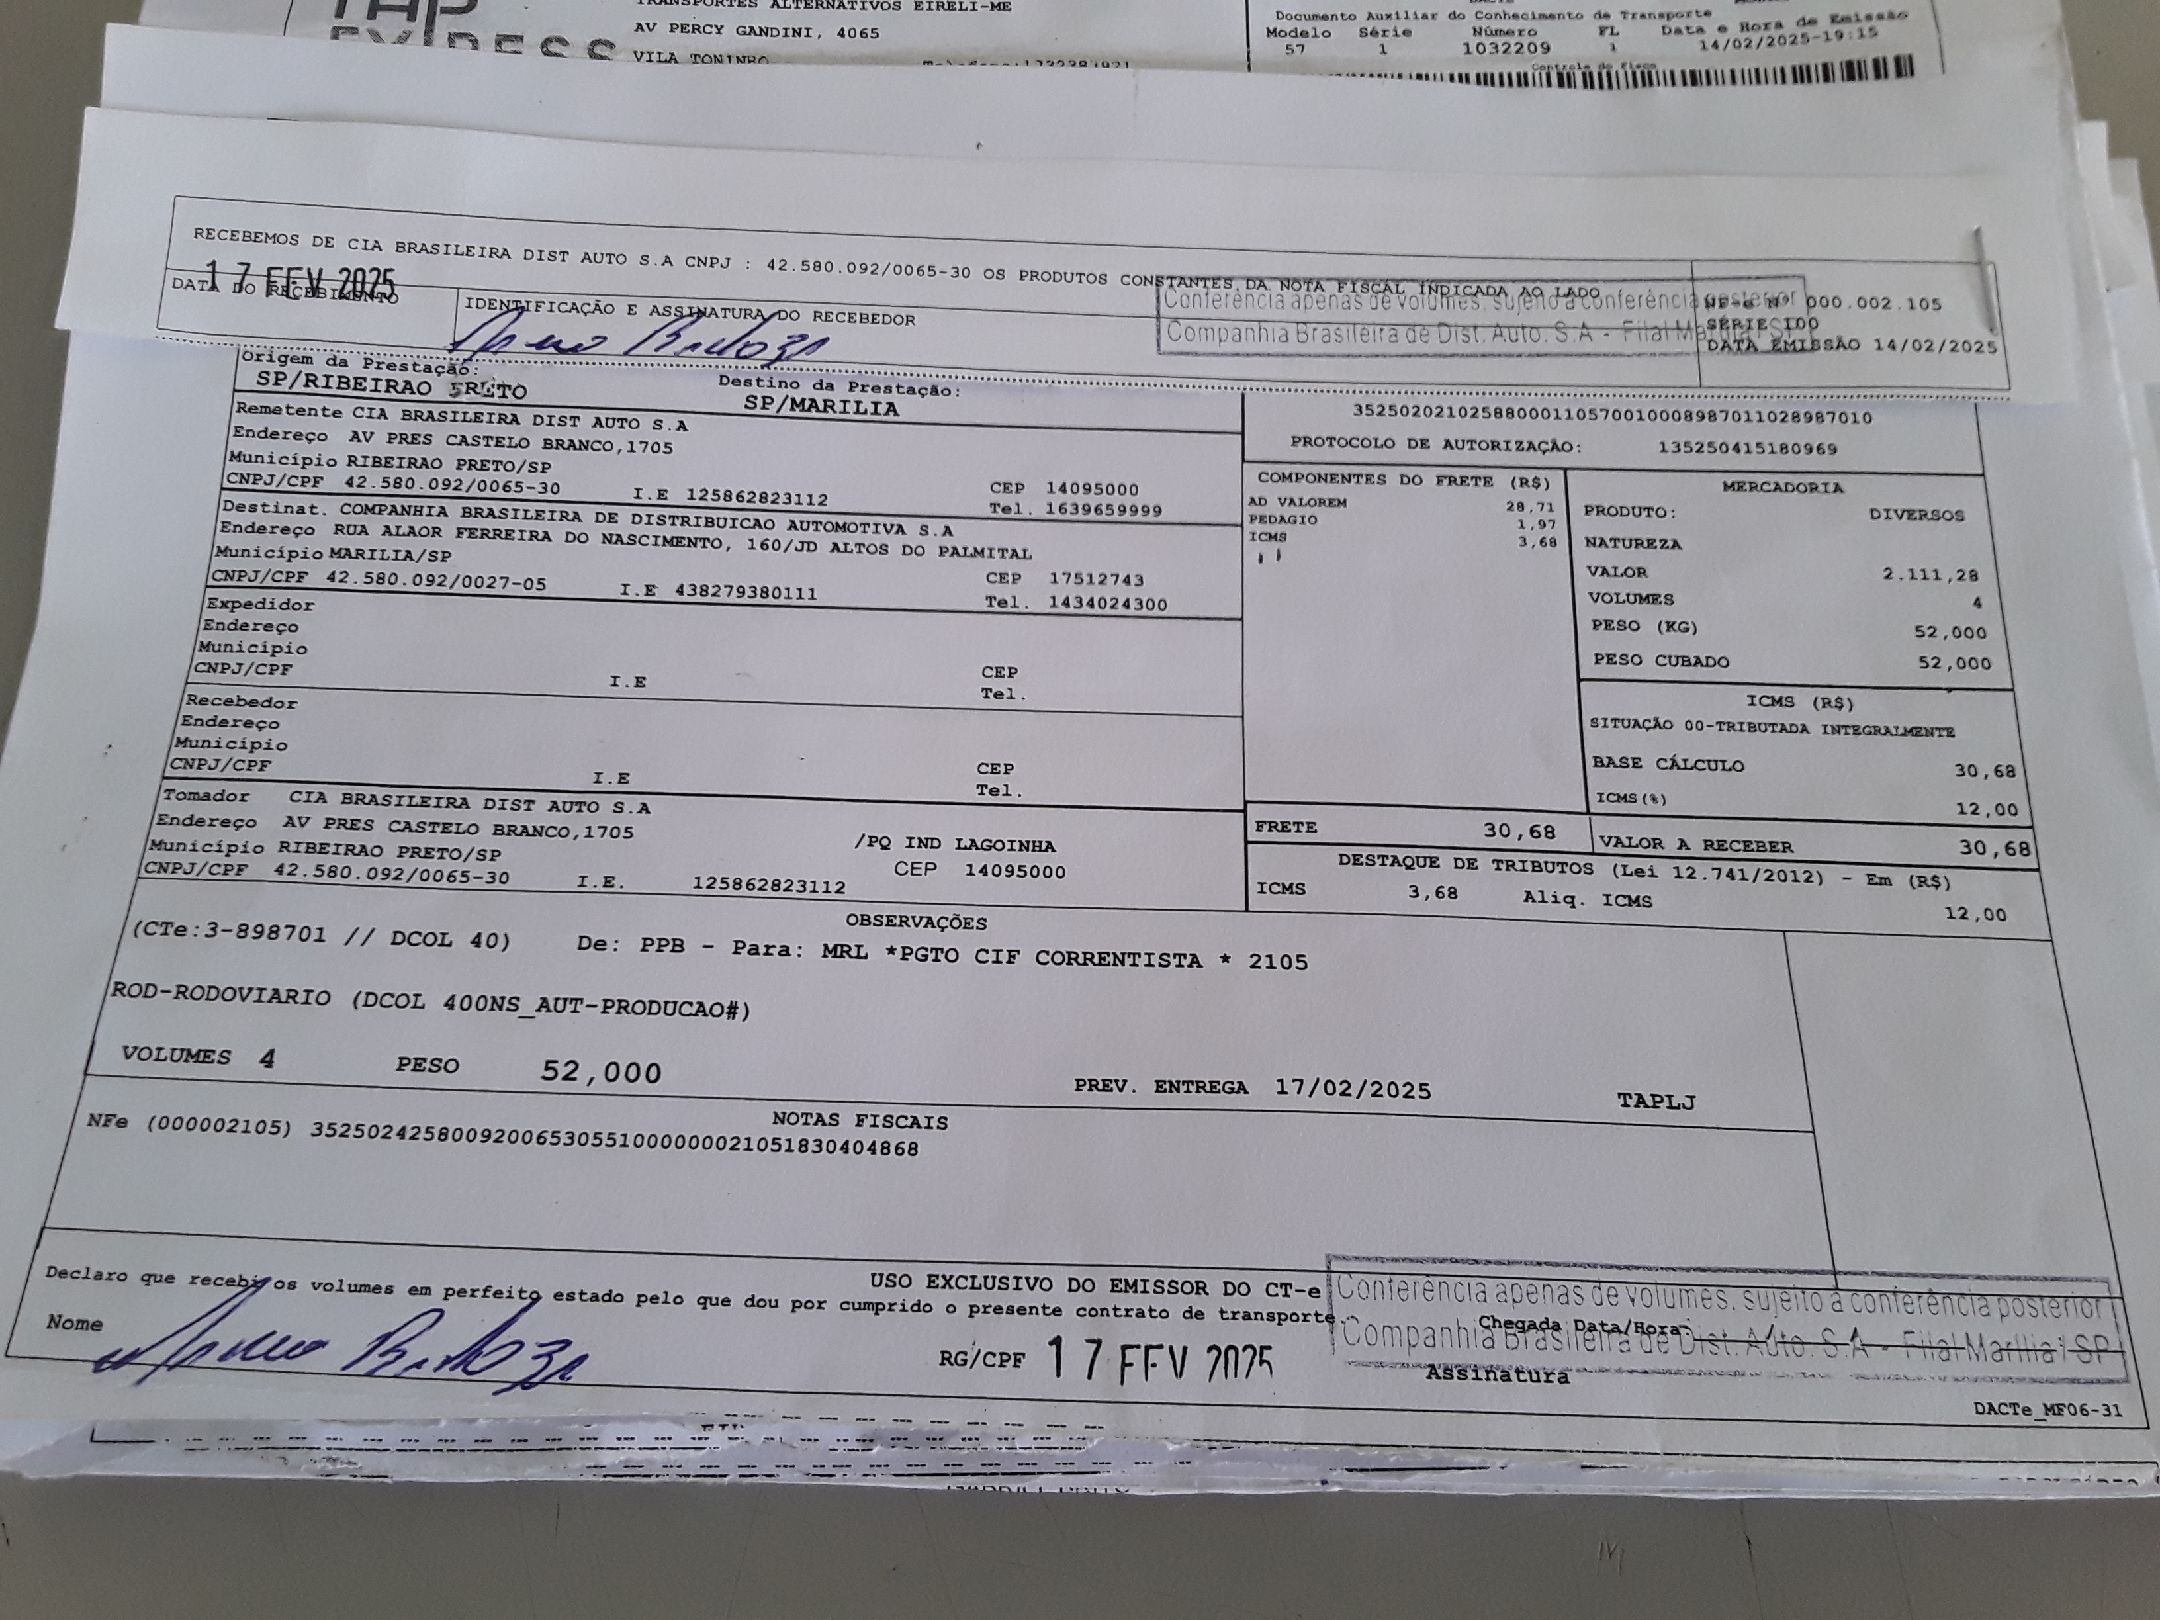 TRANSPORTES ALTERNATIVOS EIRELI-ME
AV PERCY GANDINI, 4065
VILA TONINHO
Documento Auxiliar do Conhecimento de Transporte
Modelo Série Número FL Data e Hora de Emissão
57 1 1032209 1 14/02/2025-19:15
Controle do Fisco
RECEBEMOS DE CIA BRASILEIRA DIST AUTO S.A CNPJ : 42.580.092/0065-30 OS PRODUTOS CONSTANTES DA NOTA FISCAL INDICADA AO LADO
17 FEV 2025
DATA DO RECEBIMENTO
IDENTIFICAÇÃO E ASSINATURA DO RECEBEDOR
Conferência apenas de volumes, sujeito a conferência posterior
Companhia Brasileira de Dist. Auto. S.A - Filial Marília SP
NF-e Nº 000.002.105
SÉRIE 100
DATA EMISSÃO 14/02/2025
Origem da Prestação:
SP/RIBEIRAO PRETO
Destino da Prestação:
SP/MARILIA
Remetente CIA BRASILEIRA DIST AUTO S.A
Endereço AV PRES CASTELO BRANCO,1705
Município RIBEIRAO PRETO/SP
CNPJ/CPF 42.580.092/0065-30 I.E 125862823112
CEP 14095000
Tel. 1639659999
Destinat. COMPANHIA BRASILEIRA DE DISTRIBUICAO AUTOMOTIVA S.A
Endereço RUA ALAOR FERREIRA DO NASCIMENTO, 160/JD ALTOS DO PALMITAL
Município MARILIA/SP
CNPJ/CPF 42.580.092/0027-05 I.E 438279380111
CEP 17512743
Tel. 1434024300
Expedidor
Endereço
Município
CNPJ/CPF I.E
CEP
Tel.
Recebedor
Endereço
Município
CNPJ/CPF I.E
CEP
Tel.
Tomador CIA BRASILEIRA DIST AUTO S.A
Endereço AV PRES CASTELO BRANCO,1705 /PQ IND LAGOINHA
Município RIBEIRAO PRETO/SP CEP 14095000
CNPJ/CPF 42.580.092/0065-30 I.E. 125862823112
35250202102588000110570010008987011028987010
PROTOCOLO DE AUTORIZAÇÃO: 135250415180969
COMPONENTES DO FRETE (R$)
AD VALOREM 28,71
PEDAGIO 1,97
ICMS 3,68
MERCADORIA
PRODUTO: DIVERSOS
NATUREZA
VALOR 2.111,28
VOLUMES 4
PESO (KG) 52,000
PESO CUBADO 52,000
ICMS (R$)
SITUAÇÃO 00-TRIBUTADA INTEGRALMENTE
BASE CÁLCULO 30,68
ICMS(%) 12,00
FRETE 30,68 VALOR A RECEBER 30,68
DESTAQUE DE TRIBUTOS (Lei 12.741/2012) - Em (R$)
ICMS 3,68 Aliq. ICMS 12,00
OBSERVAÇÕES
(CTe:3-898701 // DCOL 40) De: PPB - Para: MRL *PGTO CIF CORRENTISTA * 2105
ROD-RODOVIARIO (DCOL 400NS_AUT-PRODUCAO#)
VOLUMES 4 PESO 52,000 PREV. ENTREGA 17/02/2025 TAPLJ
NOTAS FISCAIS
NFe (000002105) 35250242580092006530551000000021051830404868
USO EXCLUSIVO DO EMISSOR DO CT-e
Declaro que recebi os volumes em perfeito estado pelo que dou por cumprido o presente contrato de transporte.
Nome
RG/CPF 17 FEV 2025
Chegada Data/Hora
Assinatura
Conferência apenas de volumes, sujeito a conferência posterior
Companhia Brasileira de Dist. Auto. S.A - Filial Marília SP
DACTe_MF06-31